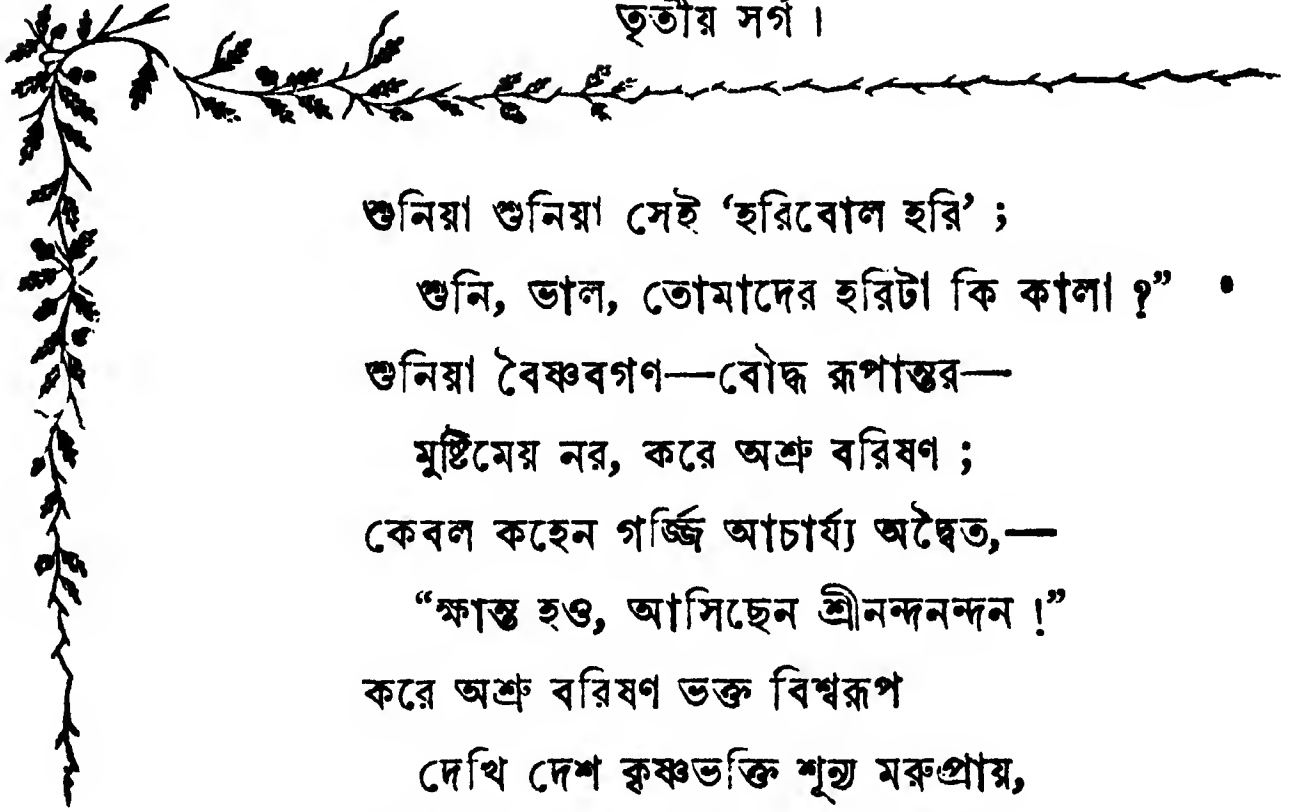 তৃতীয় সর্গ।
শুনিয়া শুনিয়া সেই ‘হরিবোল হরি’ ;
শুনি, ভাল, তোমাদের হরিটা কি কালা ?”
শুনিয়া বৈষ্ণবগণ—বৌদ্ধ রূপান্তর—
মুষ্টিমেয় নর, করে অশ্রু বরিষণ ;
কেবল কহেন গর্জ্জি আচার্য্য অদ্বৈত,—
“ক্ষান্ত হও, আসিছেন শ্রীনন্দনন্দন !”
করে অশ্রু বরিষণ ভক্ত বিশ্বরূপ
দেখি দেশ কৃষ্ণভক্তি শূন্য মরুপ্রায়,